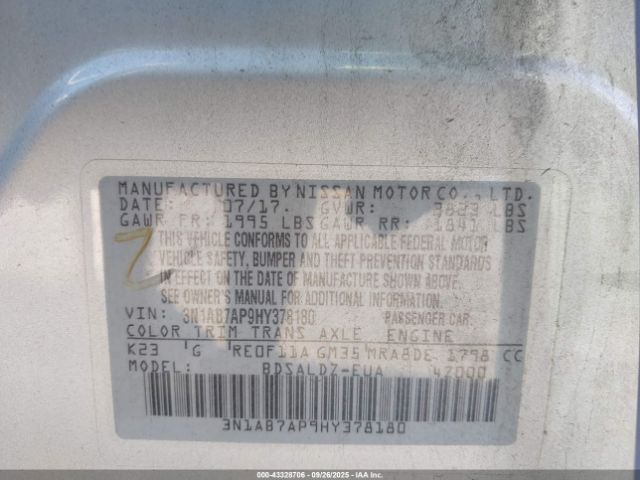 MANUFACTURED BY NISSAN MOTOR CO., LTD.
DATE: 07/17. GVWR: 3823 LBS
GAWR FR: 1995 LBS GAWR RR: 1841 LBS
THIS VEHICLE CONFORMS TO ALL APPLICABLE FEDERAL MOTOR
VEHICLE SAFETY, BUMPER AND THEFT PREVENTION STANDARDS
IN EFFECT ON THE DATE OF MANUFACTURE SHOWN ABOVE.
SEE OWNER'S MANUAL FOR ADDITIONAL INFORMATION
VIN: 3N1AB7AP9HY378180 PASSENGER CAR.
COLOR TRIM TRANS AXLE ENGINE
K23 G RE0F11A GM35 MRA8DE 1798 CC
MODEL: BDSALDZ-EUA 47000
3N1AB7AP9HY378180
© 43328706 09/26/2025 IAA Holdings, LLC